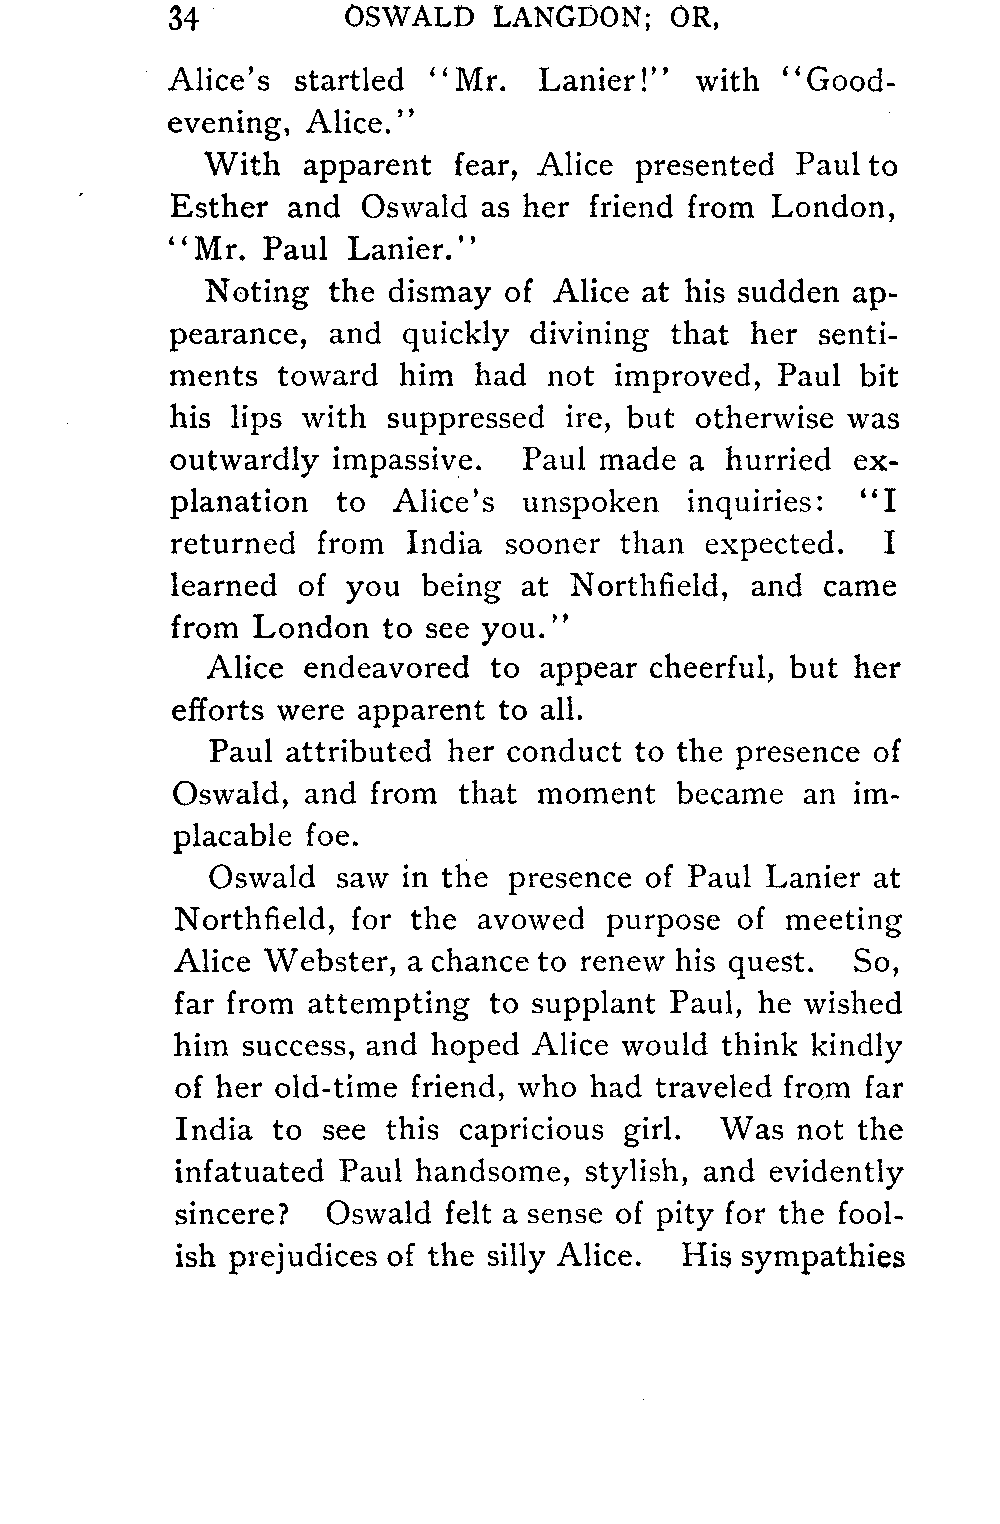 34 OSWALD LANGDON; OR,
Alice's startled "Mr. Lanier!" with "Good-
evening, Alice."
With apparent fear, Alice presented Paul to
Esther and Oswald as her friend from London,
"Mr. Paul Lanier."
Noting the dismay of Alice at his sudden ap-
pearance, and quickly divining that her senti-
ments toward him had not improved, Paul bit
his lips with suppressed ire, but otherwise was
outwardly impassive. Paul made a hurried ex-
planation to Alice's unspoken inquiries: "I
returned from India sooner than expected. I
learned of you being at Northfield, and came
from London to see you."
Alice endeavored to appear cheerful, but her
efforts were apparent to all.
Paul attributed her conduct to the presence of
Oswald, and from that moment became an im-
placable foe.
Oswald saw in the presence of Paul Lanier at
Northfield, for the avowed purpose of meeting
Alice Webster, a chance to renew his quest. So,
far from attempting to supplant Paul, he wished
him success, and hoped Alice would think kindly
of her old-time friend, who had traveled from far
India to see this capricious girl. Was not the
infatuated Paul handsome, stylish, and evidently
sincere? Oswald felt a sense of pity for the fool-
ish prejudices of the silly Alice. His sympathies